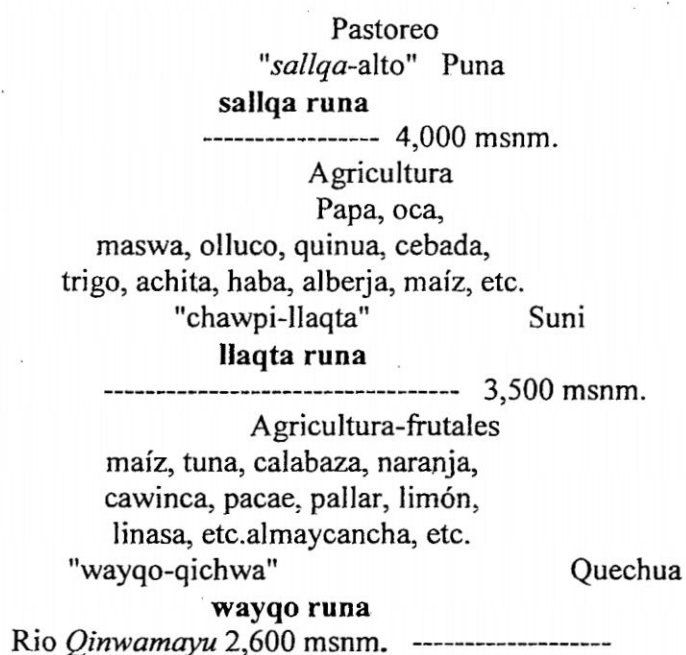 Pastoreo
"sallqa-alto" Puna
sallqa runa
----------------- 4,000 msnm.
Agricultura
Papa, oca,
maswa, olluco, quinua, cebada,
trigo, achita, haba, alberja, maíz, etc.
"chawpi-llaqta" Suni
llaqta runa
---------------------------------- 3,500 msnm.
Agricultura-frutales
maíz, tuna, calabaza, naranja,
cawinca, pacae, pallar, limón,
linasa, etc.almaycancha, etc.
"wayqo-qichwa" Quechua
wayqo runa
Rio Qinwamayu 2,600 msnm. -------------------